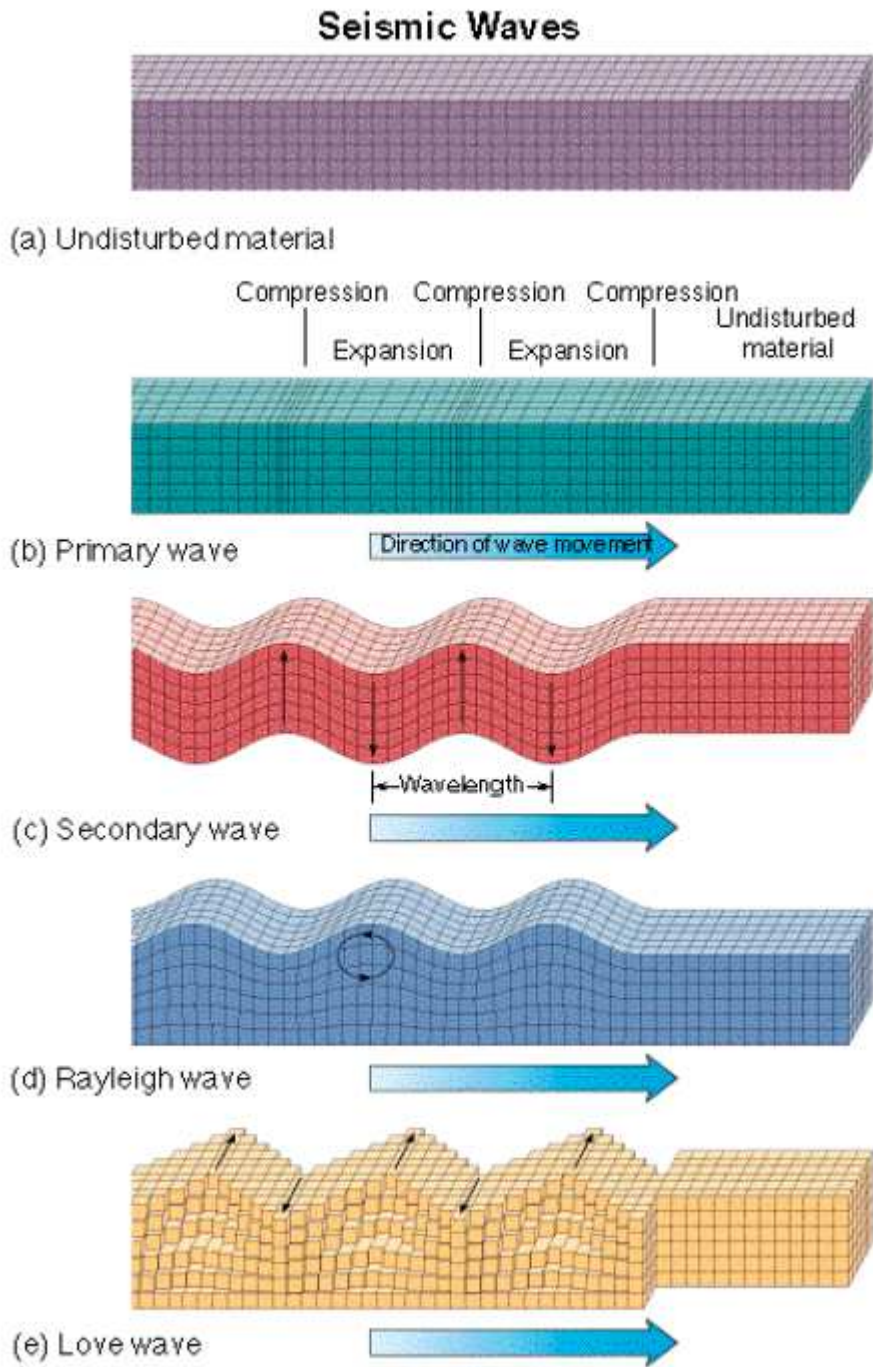 Seismic Waves
(a) Undisturbed material
Compression Compression Compression
Undisturbed
Expansion Expansion material
(b) Primary wave
Direction of wave movement
Wavelength
(c) Secondary wave
(d) Rayleigh wave
(e) Love wave